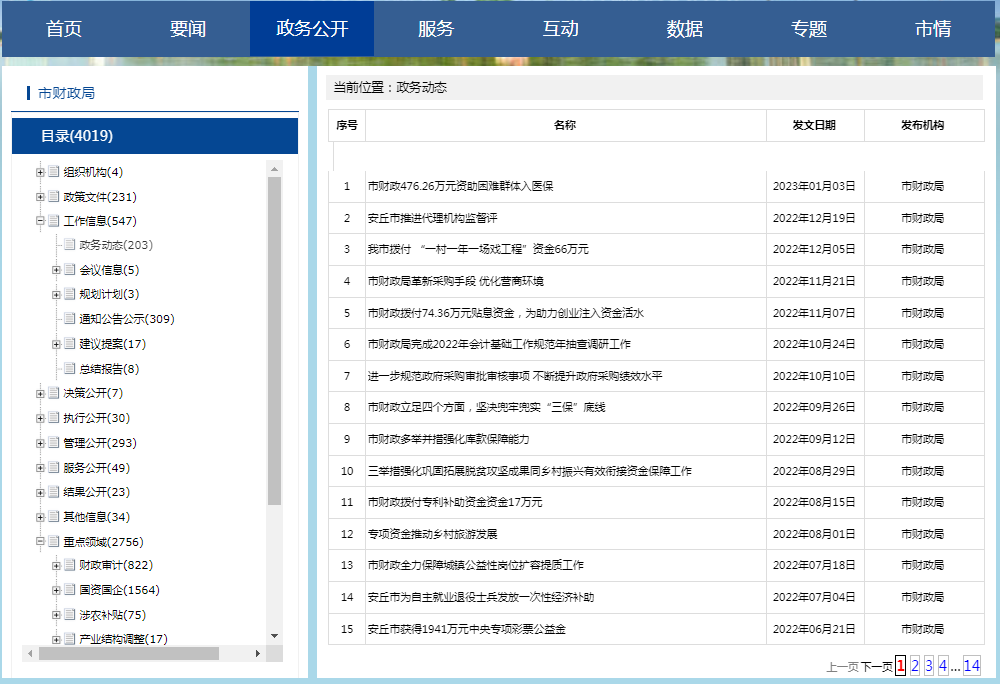 首页 要闻 政务公开 服务 互动 数据 专题 市情
市财政局
目录(4019)
组织机构(4)
政策文件(231)
工作信息(547)
政务动态(203)
会议信息(5)
规划计划(3)
通知公告公示(309)
建议提案(17)
总结报告(8)
决策公开(7)
执行公开(30)
管理公开(293)
服务公开(49)
结果公开(23)
其他信息(34)
重点领域(2756)
财政审计(822)
国资国企(1564)
涉农补贴(75)
产业结构调整(17)
当前位置：政务动态
序号 名称 发文日期 发布机构
1 市财政476.26万元资助困难群体入医保 2023年01月03日 市财政局
2 安丘市推进代理机构监督评 2022年12月19日 市财政局
3 我市拨付 “一村一年一场戏工程”资金66万元 2022年12月05日 市财政局
4 市财政局革新采购手段 优化营商环境 2022年11月21日 市财政局
5 市财政拨付74.36万元贴息资金，为助力创业注入资金活水 2022年11月07日 市财政局
6 市财政局完成2022年会计基础工作规范年抽查调研工作 2022年10月24日 市财政局
7 进一步规范政府采购审批审核事项 不断提升政府采购绩效水平 2022年10月10日 市财政局
8 市财政立足四个方面，坚决兜牢兜实“三保”底线 2022年09月26日 市财政局
9 市财政多举并措强化库款保障能力 2022年09月12日 市财政局
10 三举措强化巩固拓展脱贫攻坚成果同乡村振兴有效衔接资金保障工作 2022年08月29日 市财政局
11 市财政拨付专利补助资金资金17万元 2022年08月15日 市财政局
12 专项资金推动乡村旅游发展 2022年08月01日 市财政局
13 市财政全力保障城镇公益性岗位扩容提质工作 2022年07月18日 市财政局
14 安丘市为自主就业退役士兵发放一次性经济补助 2022年07月04日 市财政局
15 安丘市获得1941万元中央专项彩票公益金 2022年06月21日 市财政局
上一页 下一页 1 2 3 4 ... 14